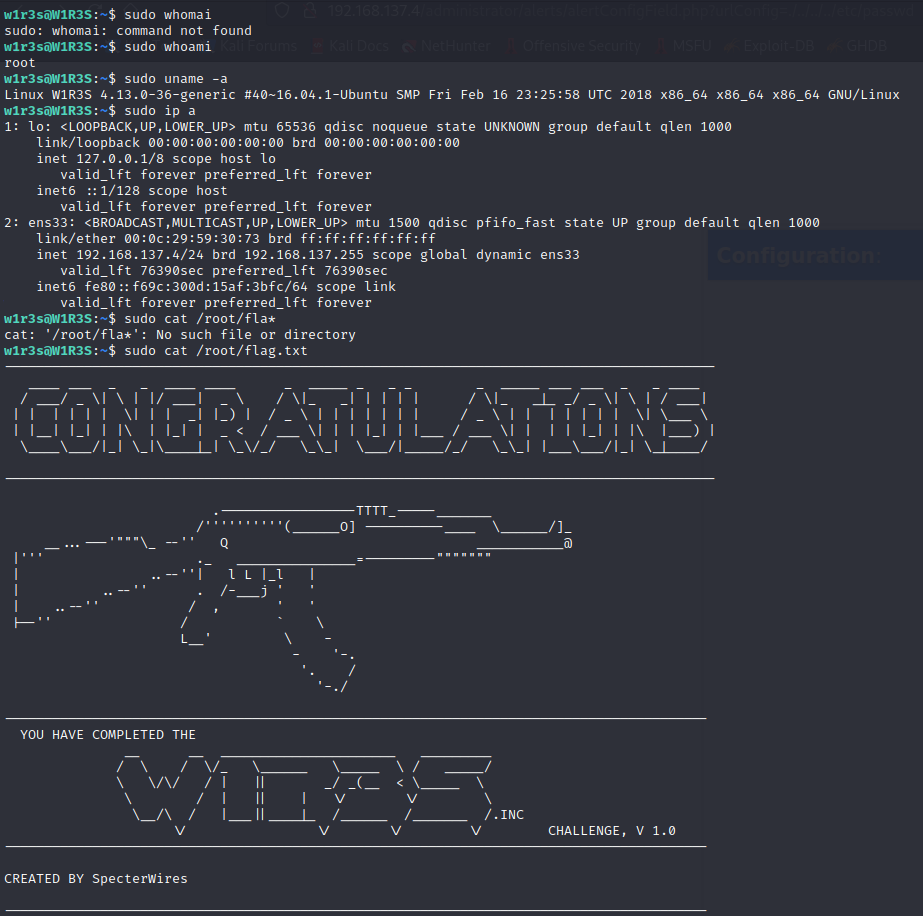 w1r3s@W1R3S:~$ sudo whomai
sudo: whomai: command not found
w1r3s@W1R3S:~$ sudo whoami
root
w1r3s@W1R3S:~$ sudo uname -a
Linux W1R3S 4.13.0-36-generic #40~16.04.1-Ubuntu SMP Fri Feb 16 23:25:58 UTC 2018 x86_64 x86_64 x86_64 GNU/Linux
w1r3s@W1R3S:~$ sudo ip a
1: lo: <LOOPBACK,UP,LOWER_UP> mtu 65536 qdisc noqueue state UNKNOWN group default qlen 1000
    link/loopback 00:00:00:00:00:00 brd 00:00:00:00:00:00
    inet 127.0.0.1/8 scope host lo
       valid_lft forever preferred_lft forever
    inet6 ::1/128 scope host
       valid_lft forever preferred_lft forever
2: ens33: <BROADCAST,MULTICAST,UP,LOWER_UP> mtu 1500 qdisc pfifo_fast state UP group default qlen 1000
    link/ether 00:0c:29:59:30:73 brd ff:ff:ff:ff:ff:ff
    inet 192.168.137.4/24 brd 192.168.137.255 scope global dynamic ens33
       valid_lft 76390sec preferred_lft 76390sec
    inet6 fe80::f69c:300d:15af:3bfc/64 scope link
       valid_lft forever preferred_lft forever
w1r3s@W1R3S:~$ sudo cat /root/fla*
cat: '/root/fla*': No such file or directory
w1r3s@W1R3S:~$ sudo cat /root/flag.txt
CONGRATULATIONS
YOU HAVE COMPLETED THE
W1R3S.INC
CHALLENGE, V 1.0
CREATED BY SpecterWires
Configuration: